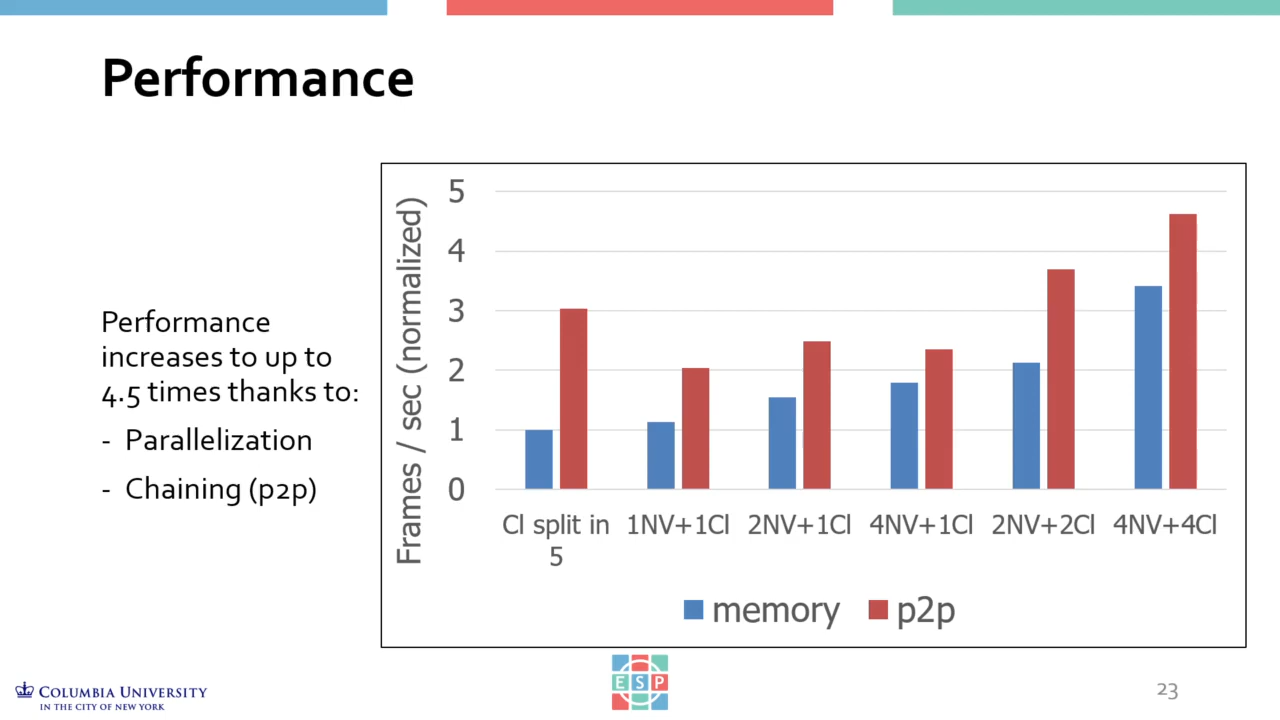 Performance
Performance
increases to up to
4.5 times thanks to:
- Parallelization
- Chaining (p2p)
Frames / sec (normalized)
5
4
3
2
1
0
Cl split in
5
1NV+1Cl
2NV+1Cl
4NV+1Cl
2NV+2Cl
4NV+4Cl
memory
p2p
COLUMBIA UNIVERSITY
IN THE CITY OF NEW YORK
ESP
23